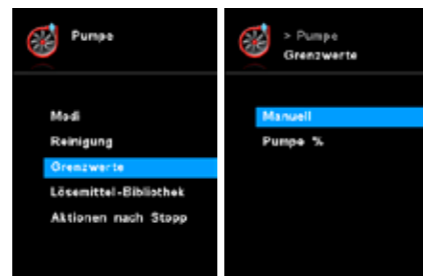 Pumpe
Modi
Reinigung
Grenzwerte
Lösemittel-Bibliothek
Aktionen nach Stopp
> Pumpe
Grenzwerte
Manuell
Pumpe %